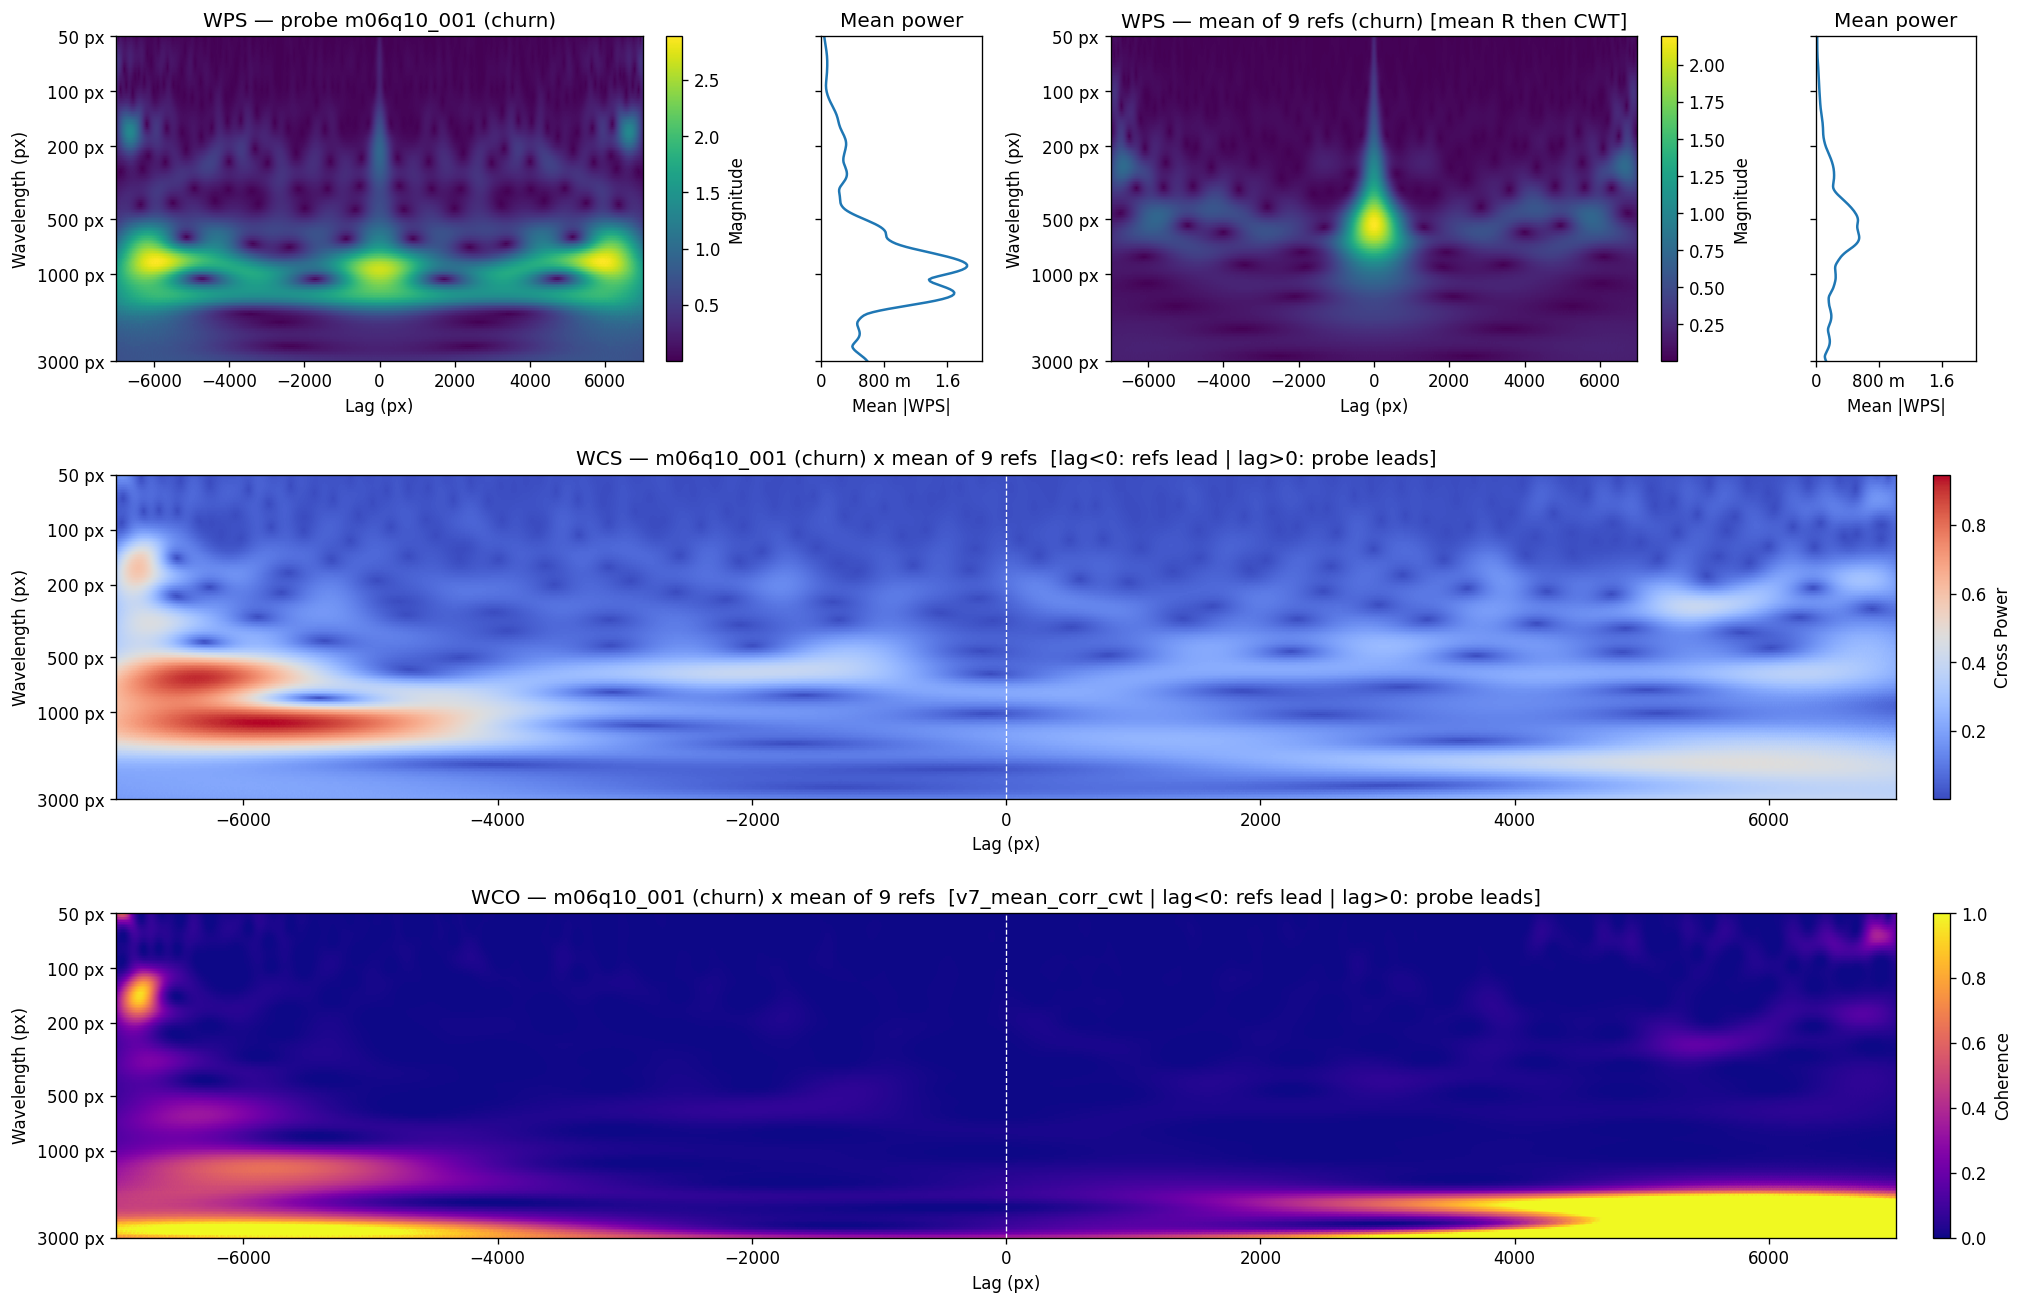 WPS — probe m06q10_001 (churn)
50 px
100 px
200 px
500 px
1000 px
3000 px
Wavelength (px)
−6000 −4000 −2000 0 2000 4000 6000
Lag (px)
2.5
2.0
1.5
1.0
0.5
Magnitude
Mean power
0 800 m 1.6
Mean |WPS|
WPS — mean of 9 refs (churn) [mean R then CWT]
50 px
100 px
200 px
500 px
1000 px
3000 px
Wavelength (px)
−6000 −4000 −2000 0 2000 4000 6000
Lag (px)
2.00
1.75
1.50
1.25
1.00
0.75
0.50
0.25
Magnitude
Mean power
0 800 m 1.6
Mean |WPS|
WCS — m06q10_001 (churn) x mean of 9 refs [lag<0: refs lead | lag>0: probe leads]
50 px
100 px
200 px
500 px
1000 px
3000 px
Wavelength (px)
−6000 −4000 −2000 0 2000 4000 6000
Lag (px)
0.8
0.6
0.4
0.2
Cross Power
WCO — m06q10_001 (churn) x mean of 9 refs [v7_mean_corr_cwt | lag<0: refs lead | lag>0: probe leads]
50 px
100 px
200 px
500 px
1000 px
3000 px
Wavelength (px)
−6000 −4000 −2000 0 2000 4000 6000
Lag (px)
1.0
0.8
0.6
0.4
0.2
0.0
Coherence